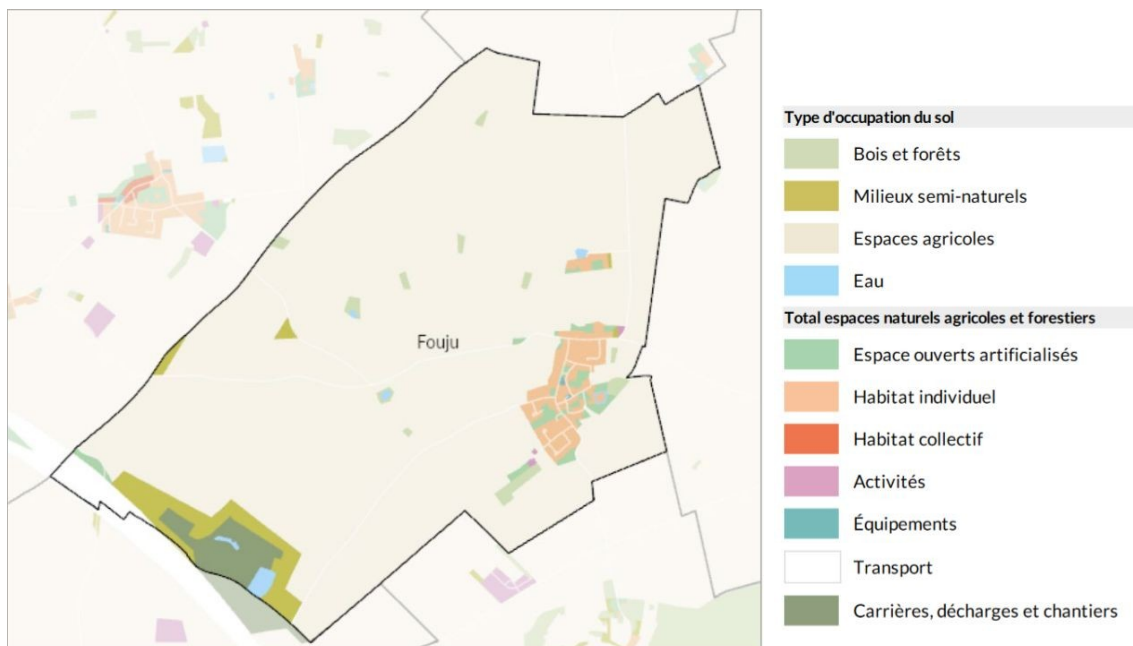 Fouju
Type d'occupation du sol
Bois et forêts
Milieux semi-naturels
Espaces agricoles
Eau
Total espaces naturels agricoles et forestiers
Espace ouverts artificialisés
Habitat individuel
Habitat collectif
Activités
Équipements
Transport
Carrières, décharges et chantiers